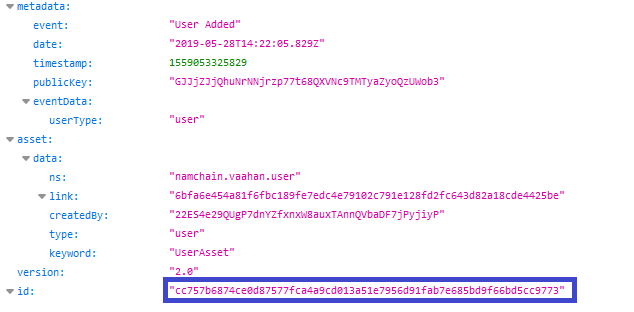 metadata:
event: "User Added"
date: "2019-05-28T14:22:05.829Z"
timestamp: 1559053325829
publicKey: "GJJjZJjQhuNrNNjrzp77t68QXVNc9TMTyaZyoQzUWob3"
eventData:
userType: "user"
asset:
data:
ns: "namchain.vaahan.user"
link: "6bfa6e454a81f6fbc189fe7edc4e79102c791e128fd2fc643d82a18cde4425be"
createdBy: "22ES4e29QUgP7dnYZfxnxW8auxTAnnQVbaDF7jPyjiyP"
type: "user"
keyword: "UserAsset"
version: "2.0"
id: "cc757b6874ce0d87577fca4a9cd013a51e7956d91fab7e685bd9f66bd5cc9773"